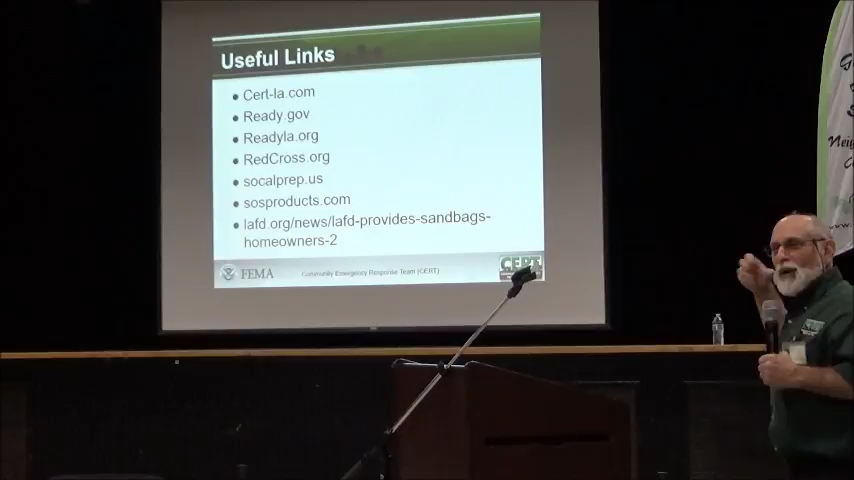 Useful Links
Cert-la.com
Ready.gov
Readyla.org
RedCross.org
socalprep.us
sosproducts.com
lafd.org/news/lafd-provides-sandbags-
homeowners-2
FEMA
Community Emergency Response Team (CERT)
CERT